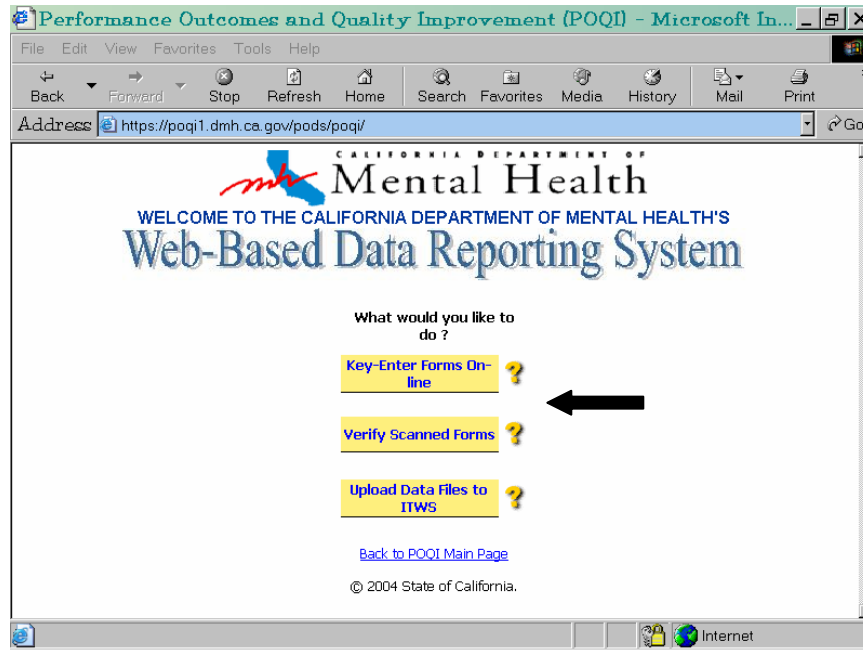 Performance Outcomes and Quality Improvement (POQI) - Microsoft In...
File Edit View Favorites Tools Help
Back Forward Stop Refresh Home Search Favorites Media History Mail Print
Address https://poqi1.dmh.ca.gov/pods/poqi/ Go
CALIFORNIA DEPARTMENT OF
mh Mental Health
WELCOME TO THE CALIFORNIA DEPARTMENT OF MENTAL HEALTH'S
Web-Based Data Reporting System
What would you like to
do ?
Key-Enter Forms On-
line ?
Verify Scanned Forms ?
Upload Data Files to
ITWS ?
Back to POQI Main Page
© 2004 State of California.
Internet